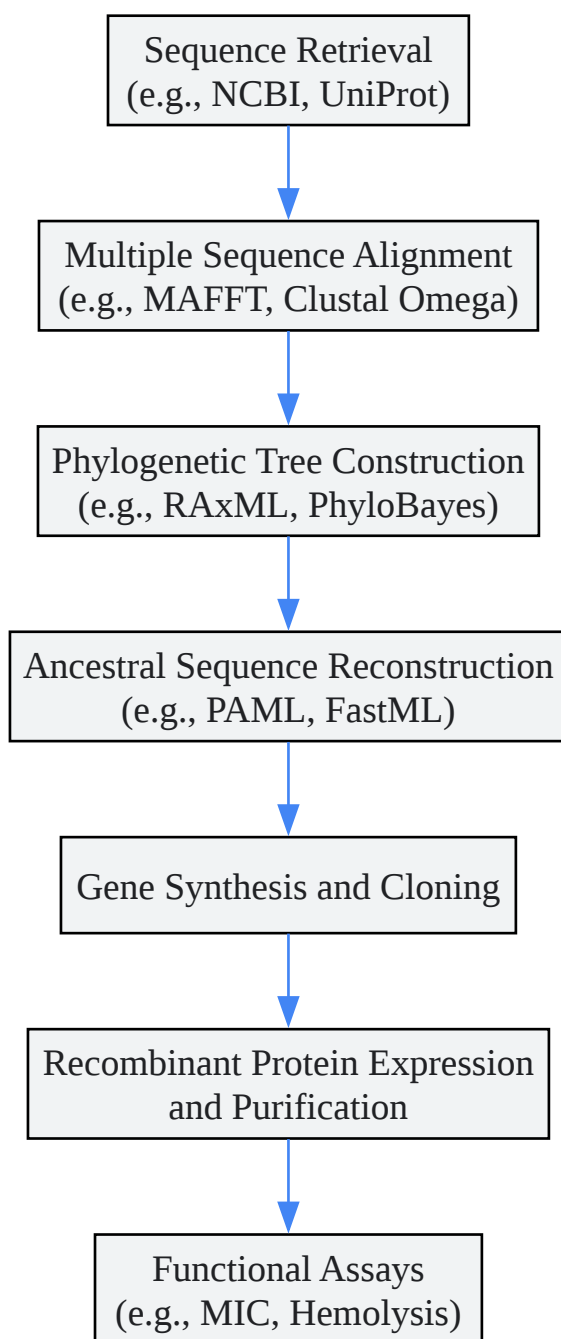 Sequence Retrieval
(e.g., NCBI, UniProt)
Multiple Sequence Alignment
(e.g., MAFFT, Clustal Omega)
Phylogenetic Tree Construction
(e.g., RAxML, PhyloBayes)
Ancestral Sequence Reconstruction
(e.g., PAML, FastML)
Gene Synthesis and Cloning
Recombinant Protein Expression
and Purification
Functional Assays
(e.g., MIC, Hemolysis)